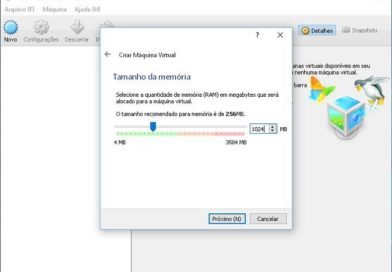 Arquivo (F) Máquina Ajuda (H)
Novo Configurações Descartar
Detalhes Snapshots
? ×
Criar Máquina Virtual
Tamanho da memória
Selecione a quantidade de memória (RAM) em megabytes que será
alocado para a máquina virtual.
O tamanho recomendado para memória é de 256MB.
1024 MB
4 MB 3584 MB
Próximo (N) Cancelar
nas virtuais disponíveis em seu
nenhuma máquina virtual.
barra